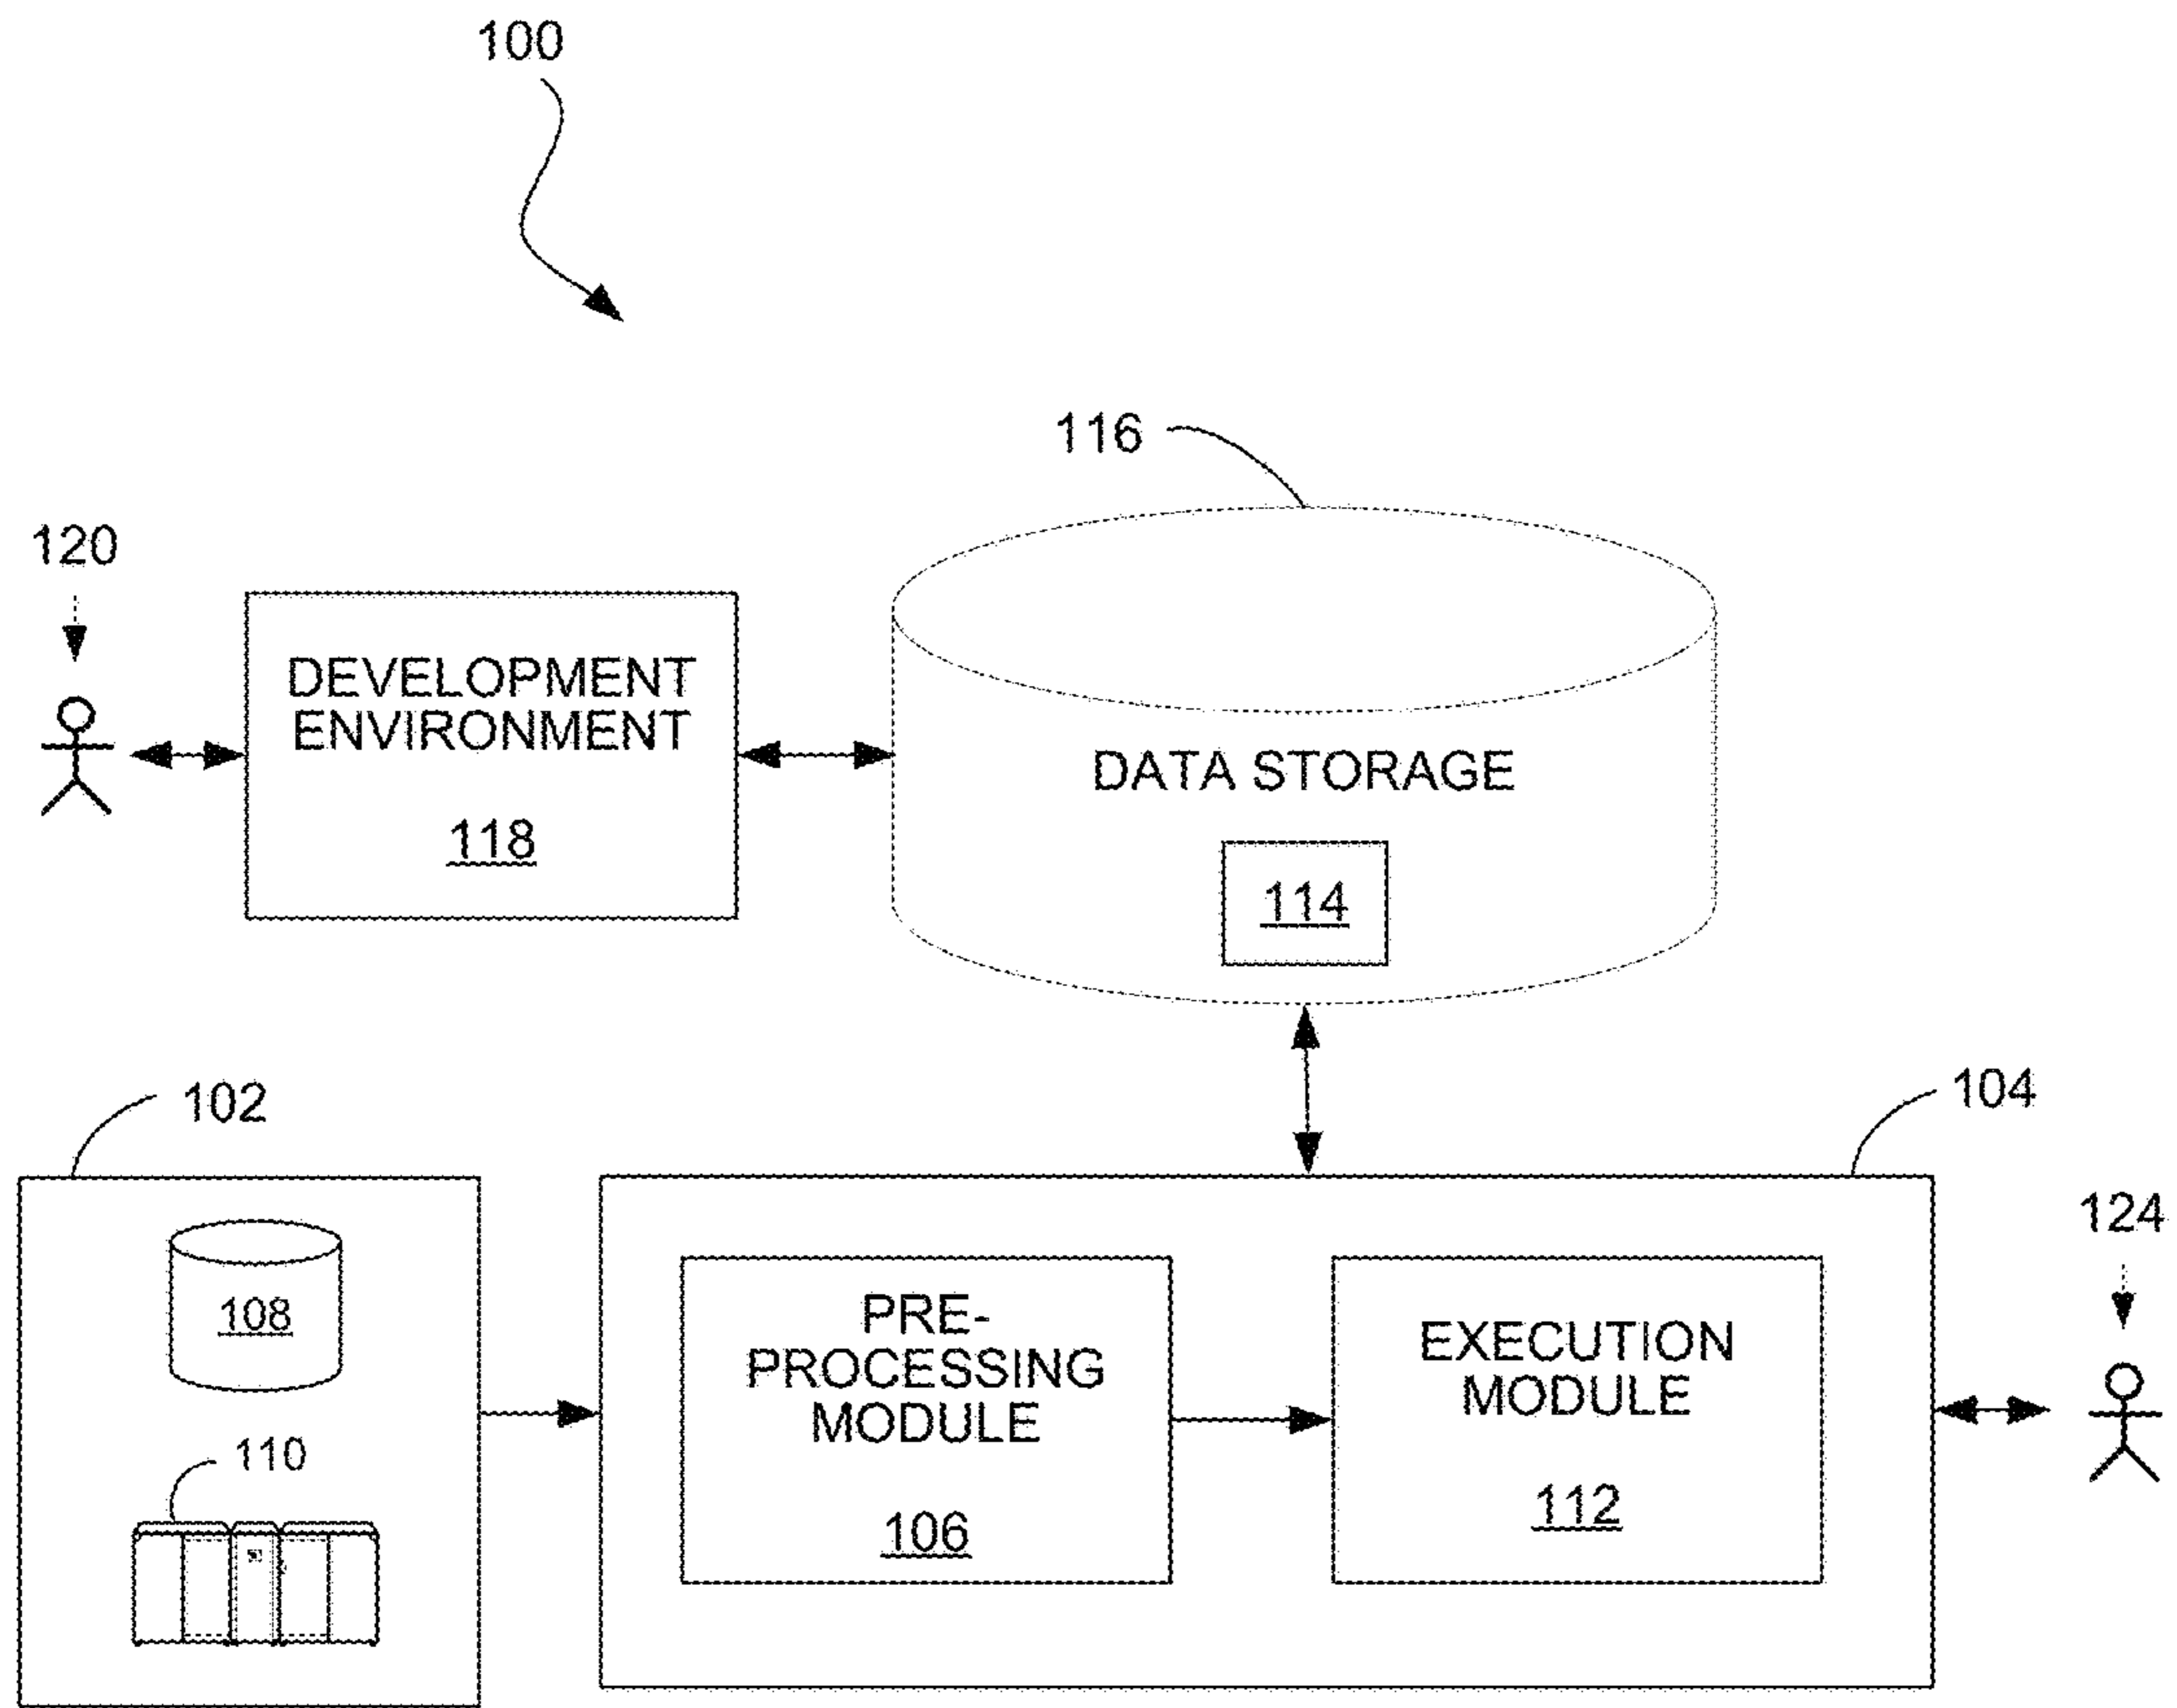 100
116
120
DEVELOPMENT
ENVIRONMENT
118
DATA STORAGE
114
102
104
108
110
PRE-
PROCESSING
MODULE
106
EXECUTION
MODULE
112
124